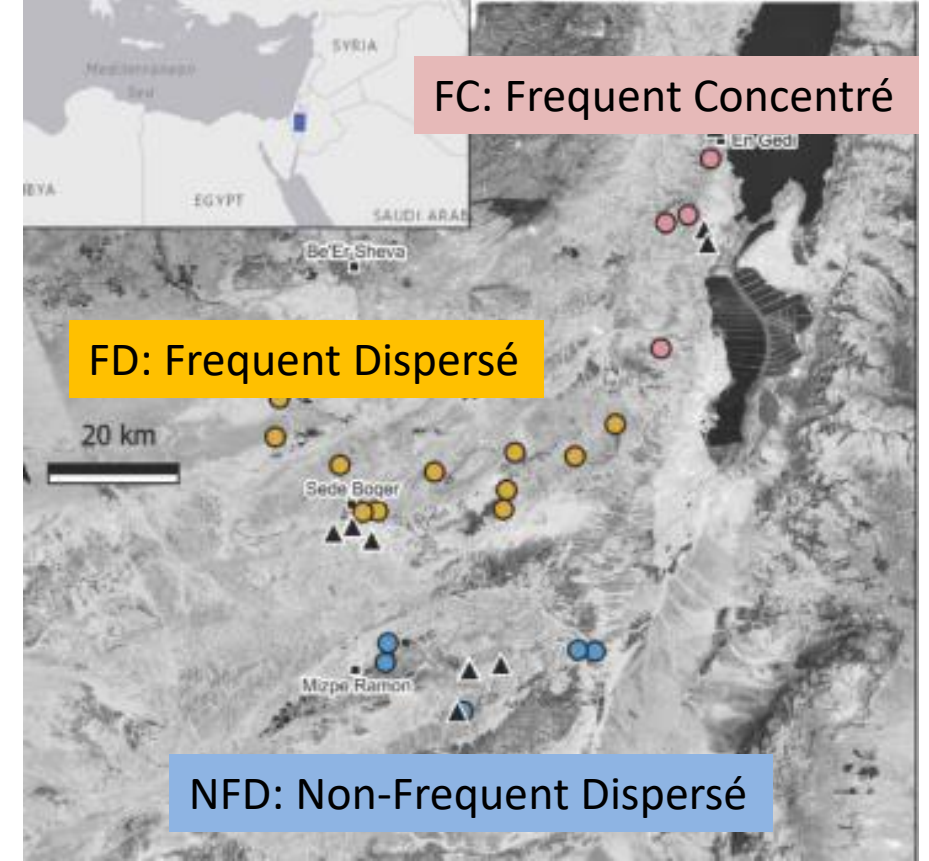 SYRIA
Mediterranean
Sea
EGYPT
SAUDI ARAB
FC: Frequent Concentré
En Gedi
Be'Er Sheva
FD: Frequent Dispersé
20 km
Sede Boqer
Mizpe Ramon
NFD: Non-Frequent Dispersé